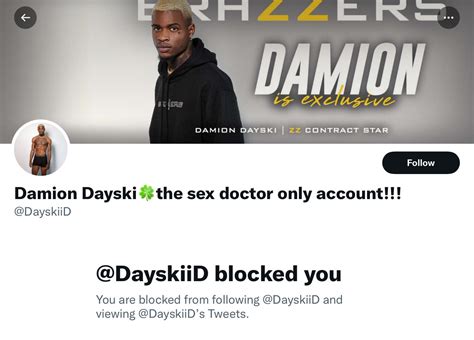 BRAZZERS
DAMION
is exclusive
DAMION DAYSKI | ZZ CONTRACT STAR
Follow
Damion Dayski🍀the sex doctor only account!!!
@DayskiiD
@DayskiiD blocked you
You are blocked from following @DayskiiD and
viewing @DayskiiD's Tweets.